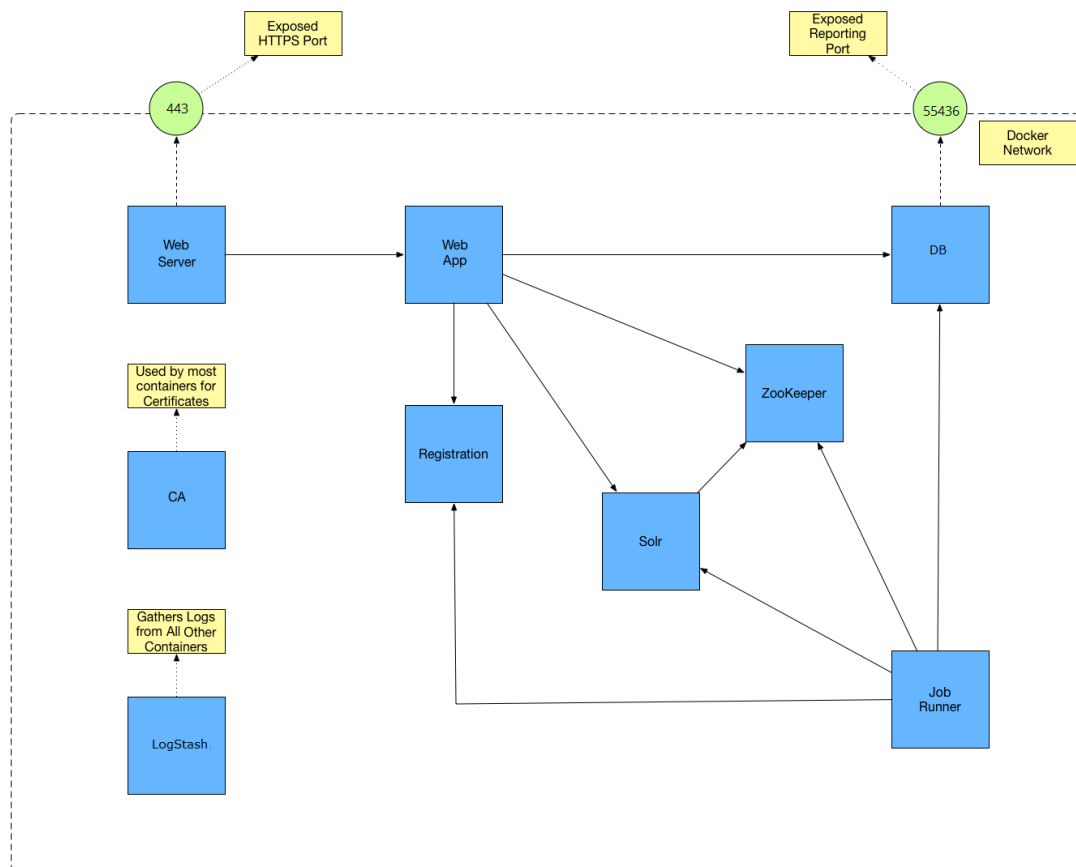 Exposed
HTTPS Port
Exposed
Reporting
Port
443
55436
Docker
Network
Web
Server
Web
App
DB
Used by most
containers for
Certificates
ZooKeeper
Registration
CA
Solr
Gathers Logs
from All Other
Containers
Job
Runner
LogStash